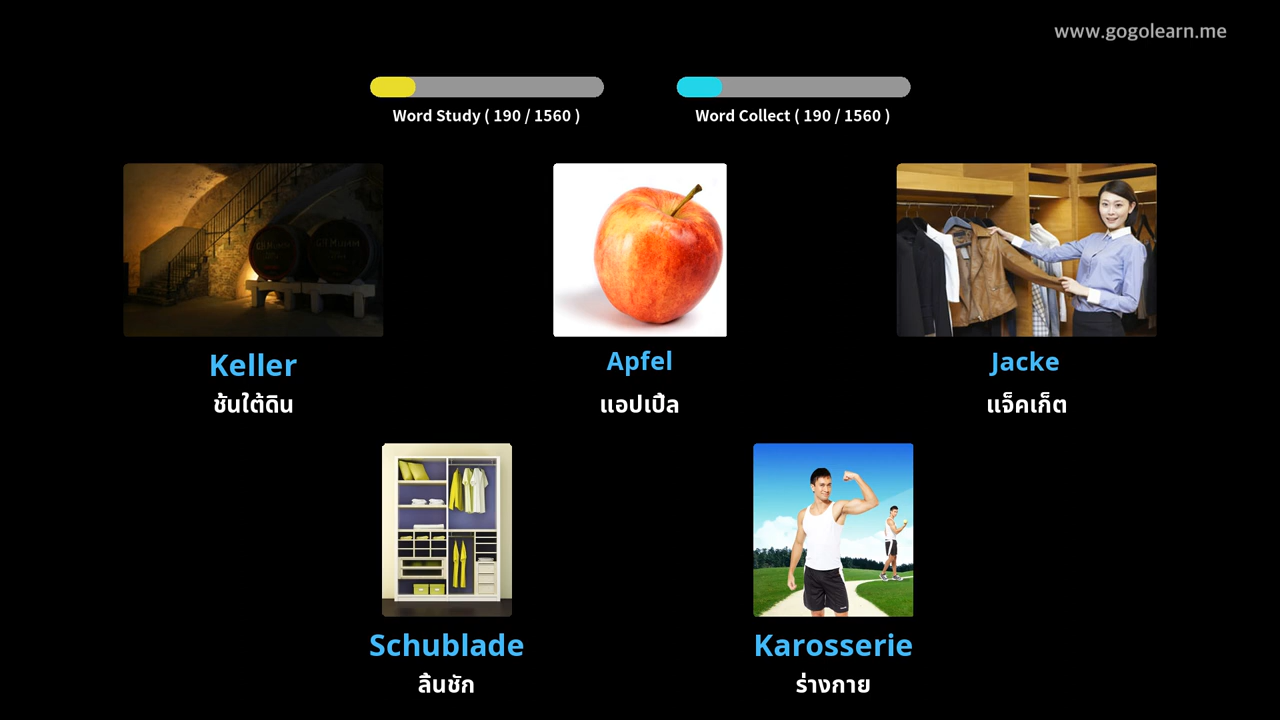 www.gogolearn.me
Word Study ( 190 / 1560 )
Word Collect ( 190 / 1560 )
Keller
ชั้นใต้ดิน
Apfel
แอปเปิ้ล
Jacke
แจ็คเก็ต
Schublade
ลิ้นชัก
Karosserie
ร่างกาย